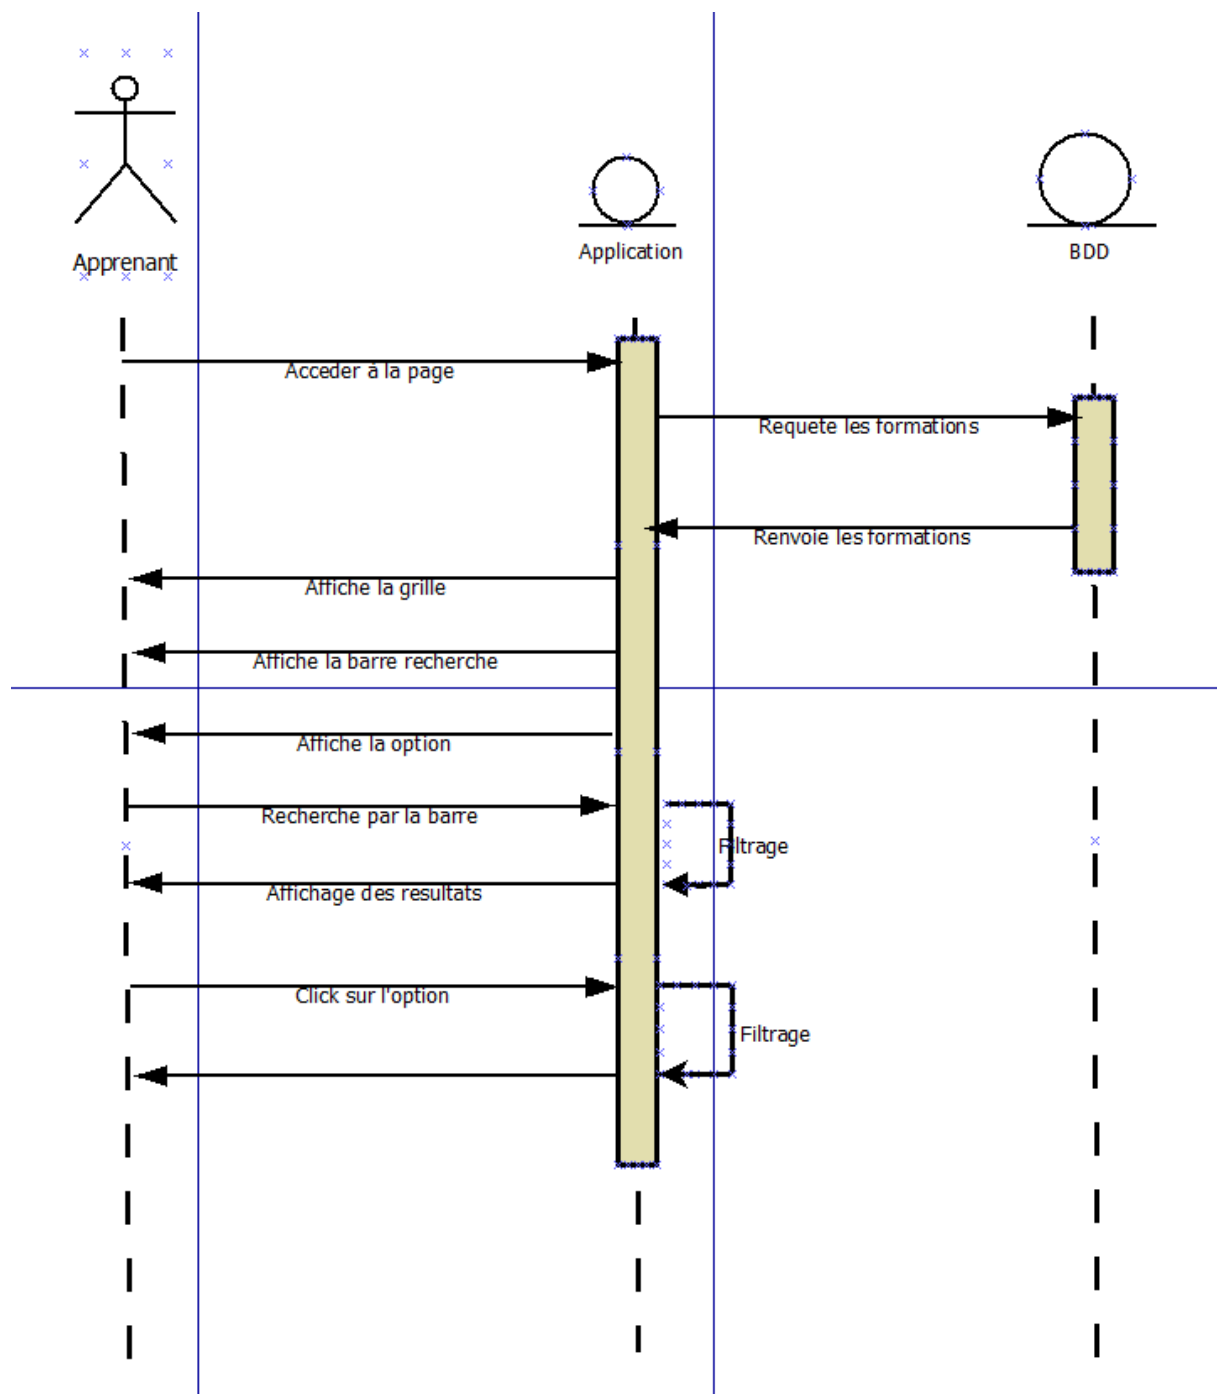 Apprenant
Application
BDD
Acceder à la page
Requete les formations
Renvoie les formations
Affiche la grille
Affiche la barre recherche
Affiche la option
Recherche par la barre
Filtrage
Affichage des resultats
Click sur l'option
Filtrage